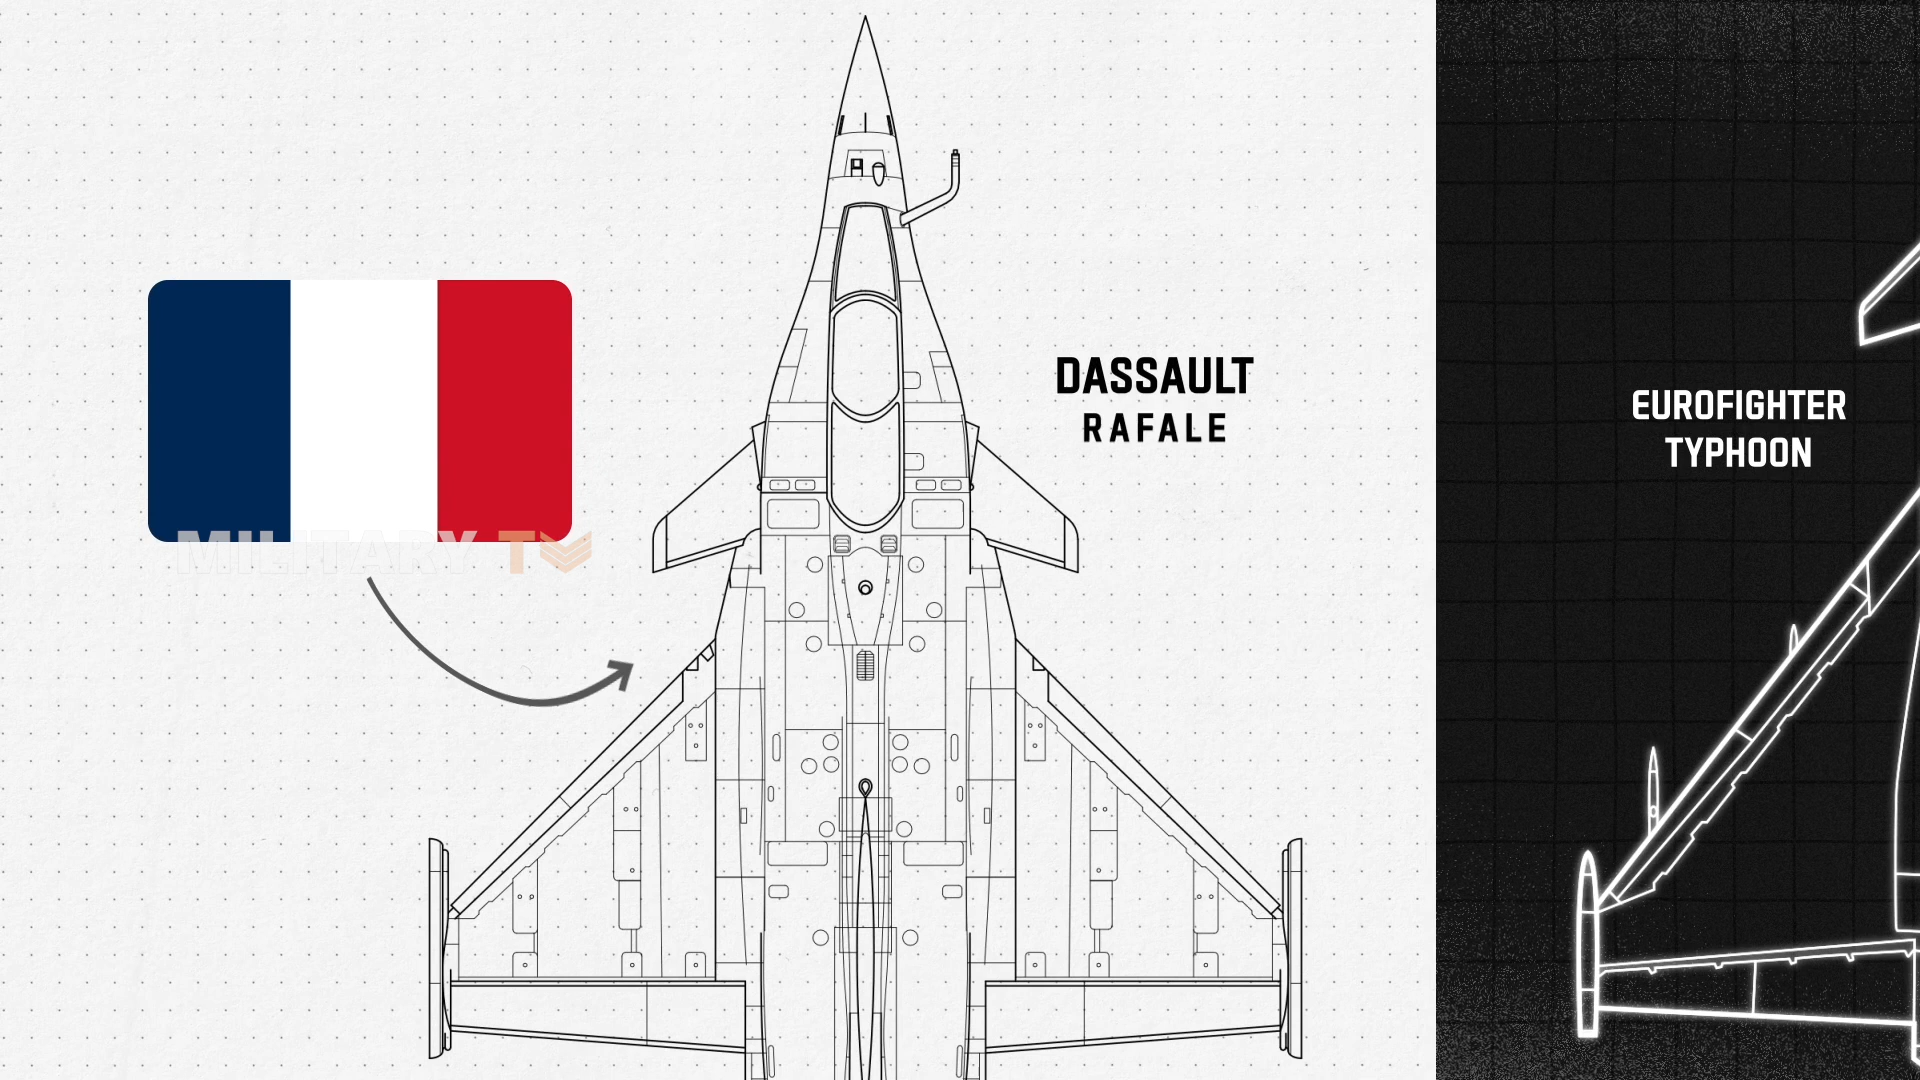 DASSAULT
RAFALE
EUROFIGHTER
TYPHOON
MILITARY TV